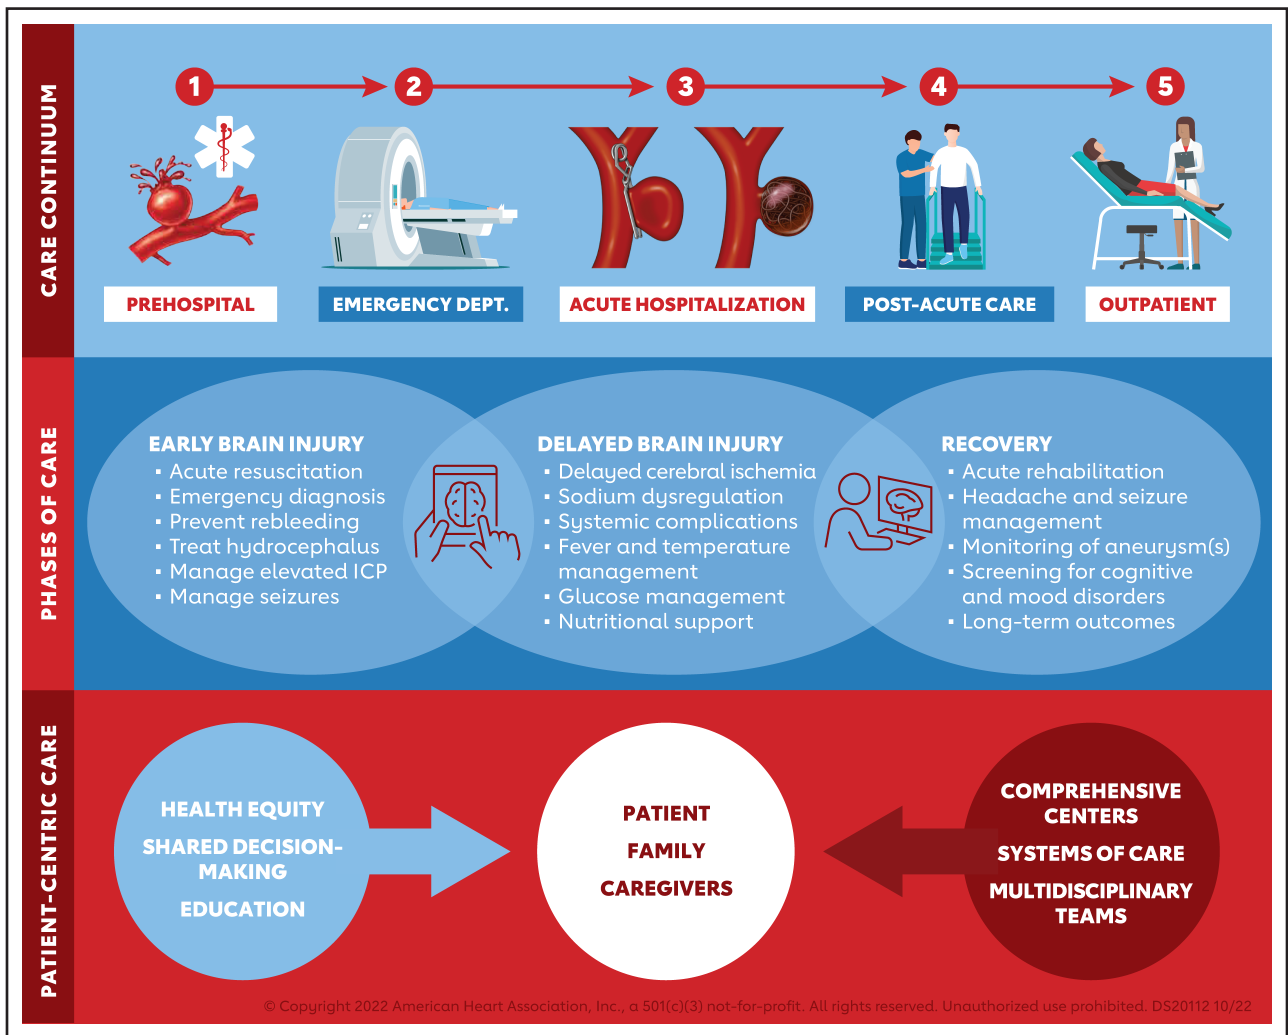 CARE CONTINUUM
1
2
3
4
5
PREHOSPITAL
EMERGENCY DEPT.
ACUTE HOSPITALIZATION
POST-ACUTE CARE
OUTPATIENT
PHASES OF CARE
EARLY BRAIN INJURY
▪ Acute resuscitation
▪ Emergency diagnosis
▪ Prevent rebleeding
▪ Treat hydrocephalus
▪ Manage elevated ICP
▪ Manage seizures
DELAYED BRAIN INJURY
▪ Delayed cerebral ischemia
▪ Sodium dysregulation
▪ Systemic complications
▪ Fever and temperature
management
▪ Glucose management
▪ Nutritional support
RECOVERY
▪ Acute rehabilitation
▪ Headache and seizure
management
▪ Monitoring of aneurysm(s)
▪ Screening for cognitive
and mood disorders
▪ Long-term outcomes
PATIENT-CENTRIC CARE
HEALTH EQUITY
SHARED DECISION-
MAKING
EDUCATION
PATIENT
FAMILY
CAREGIVERS
COMPREHENSIVE
CENTERS
SYSTEMS OF CARE
MULTIDISCIPLINARY
TEAMS
© Copyright 2022 American Heart Association, Inc., a 501(c)(3) not-for-profit. All rights reserved. Unauthorized use prohibited. DS20112 10/22